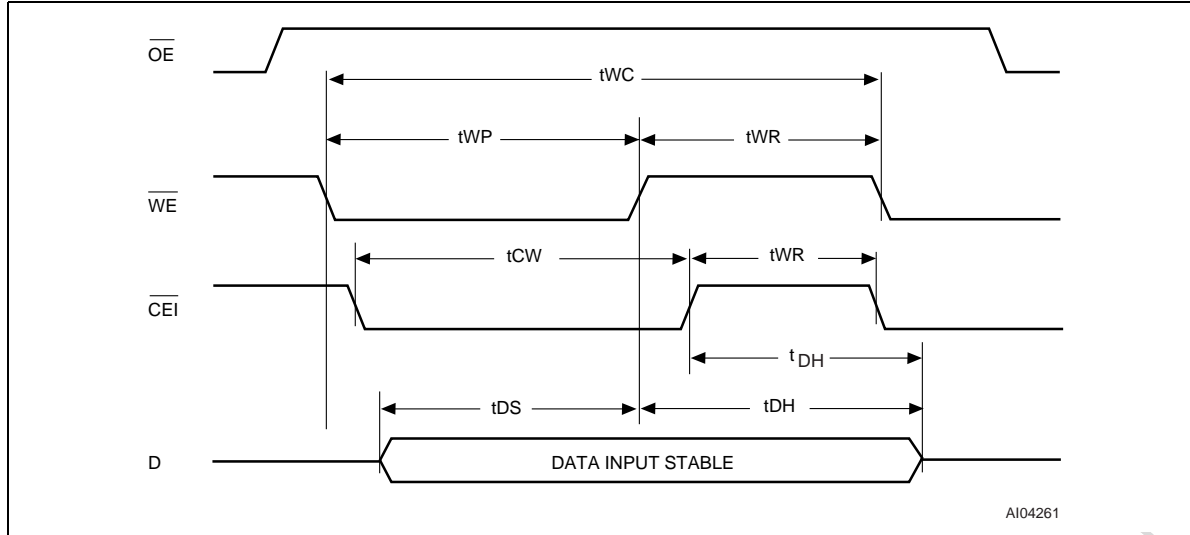 OE
tWC
tWP
tWR
WE
tCW
tWR
CEI
tDH
tDS
tDH
D
DATA INPUT STABLE
AI04261